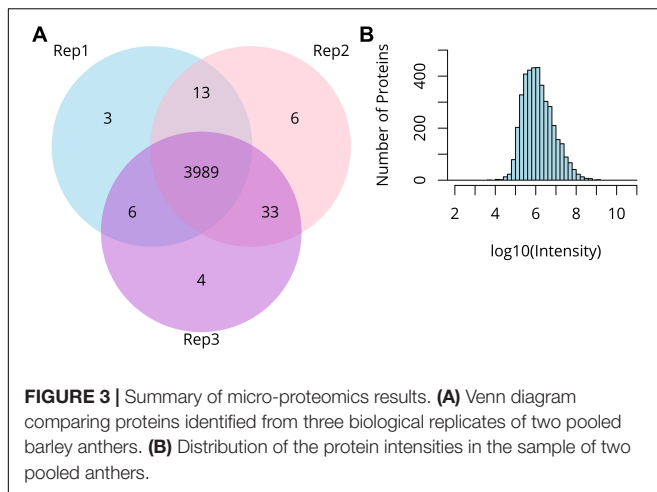 A
Rep1
Rep2
3
13
6
3989
6
33
4
Rep3
B
Number of Proteins
400
200
0
2 4 6 8 10
log10(Intensity)
FIGURE 3 | Summary of micro-proteomics results. (A) Venn diagram
comparing proteins identified from three biological replicates of two pooled
barley anthers. (B) Distribution of the protein intensities in the sample of two
pooled anthers.